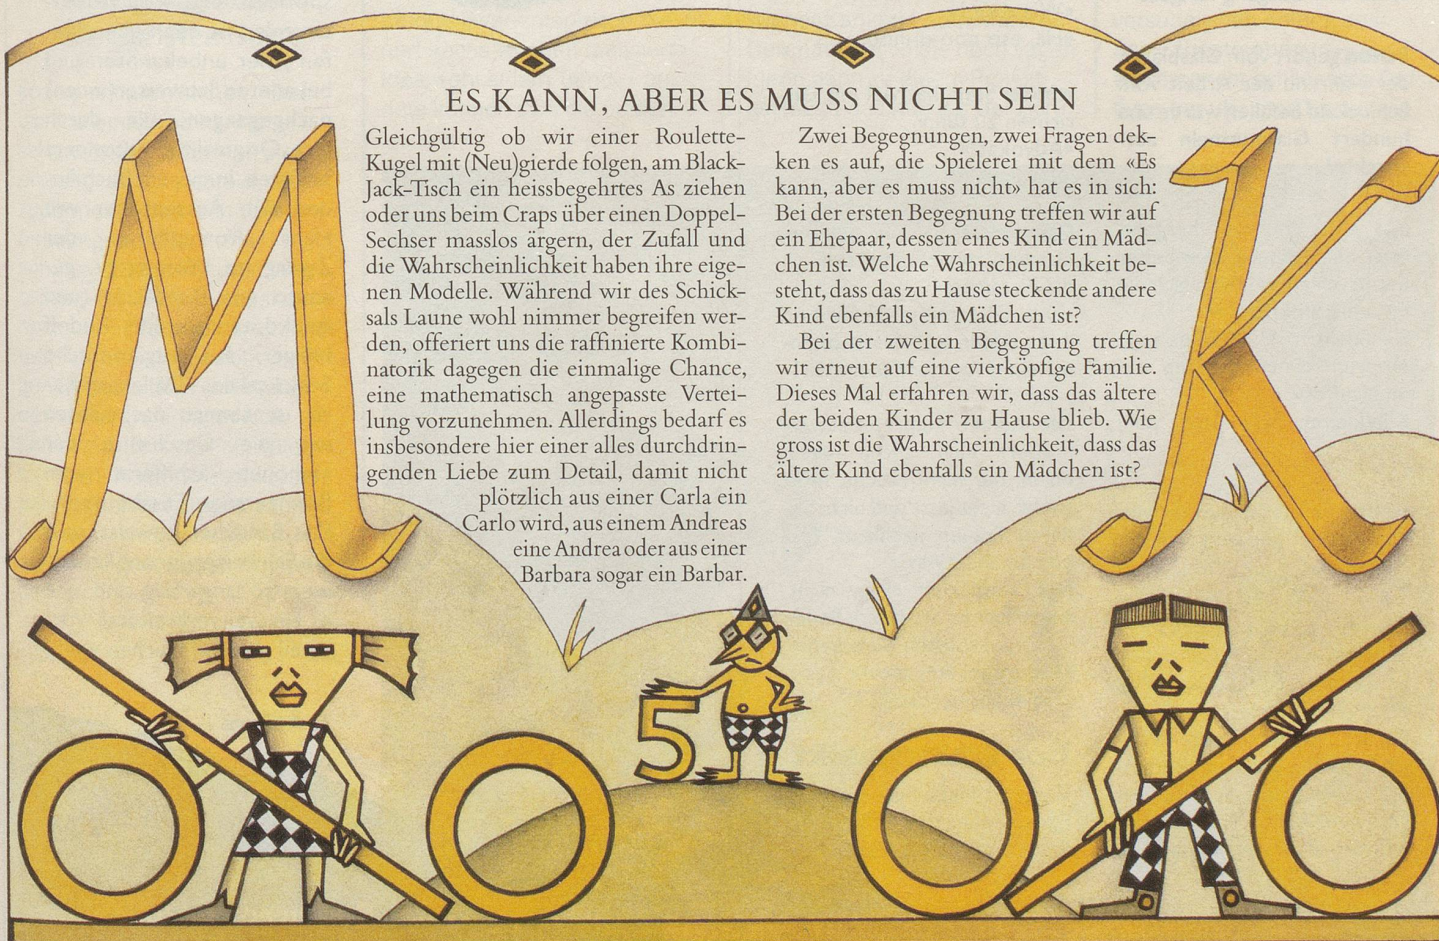 ES KANN, ABER ES MUSS NICHT SEIN
M
Gleichgültig ob wir einer Roulette-
Kugel mit (Neu)gierde folgen, am Black-
Jack-Tisch ein heissbegehrtes As ziehen
oder uns beim Craps über einen Doppel-
Sechser masslos ärgern, der Zufall und
die Wahrscheinlichkeit haben ihre eige-
nen Modelle. Während wir des Schick-
sals Laune wohl nimmer begreifen wer-
den, offeriert uns die raffinierte Kombi-
natorik dagegen die einmalige Chance,
eine mathematisch angepasste Vertei-
lung vorzunehmen. Allerdings bedarf es
insbesondere hier einer alles durchdrin-
genden Liebe zum Detail, damit nicht
plötzlich aus einer Carla ein
Carlo wird, aus einem Andreas
eine Andrea oder aus einer
Barbara sogar ein Barbar.
Zwei Begegnungen, zwei Fragen dek-
ken es auf, die Spielerei mit dem «Es
kann, aber es muss nicht» hat es in sich:
Bei der ersten Begegnung treffen wir auf
ein Ehepaar, dessen eines Kind ein Mäd-
chen ist. Welche Wahrscheinlichkeit be-
steht, dass das zu Hause steckende andere
Kind ebenfalls ein Mädchen ist?
Bei der zweiten Begegnung treffen
wir erneut auf eine vierköpfige Familie.
Dieses Mal erfahren wir, dass das ältere
der beiden Kinder zu Hause blieb. Wie
gross ist die Wahrscheinlichkeit, dass das
ältere Kind ebenfalls ein Mädchen ist?
K
5